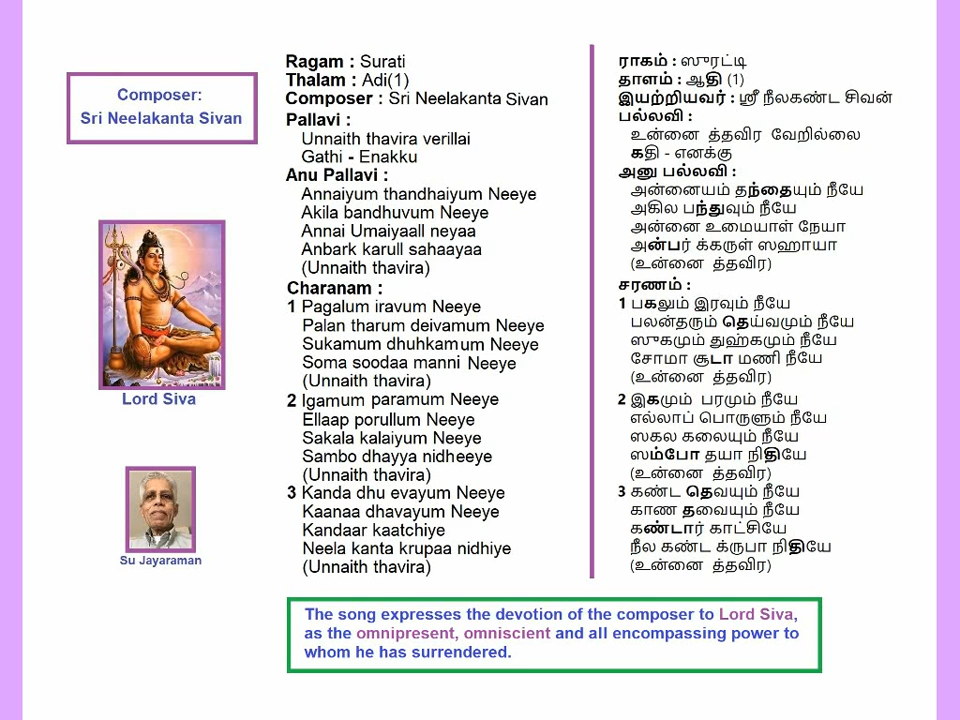 Composer:
Sri Neelakanta Sivan
Lord Siva
Su Jayaraman
Ragam : Surati
Thalam : Adi(1)
Composer : Sri Neelakanta Sivan
Pallavi :
Unnaith thavira verillai
Gathi - Enakku
Anu Pallavi :
Annaiyum thandhaiyum Neeye
Akila bandhuvum Neeye
Annai Umaiyaall neyaa
Anbark karull sahaayaa
(Unnaith thavira)
Charanam :
1 Pagalum iravum Neeye
Palan tharum deivamum Neeye
Sukamum dhuhkamum Neeye
Soma soodaa manni Neeye
(Unnaith thavira)
2 Igamum paramum Neeye
Ellaap porullum Neeye
Sakala kalaiyum Neeye
Sambo dhayya nidheeye
(Unnaith thavira)
3 Kanda dhu evayum Neeye
Kaanaa dhavayum Neeye
Kandaar kaatchiye
Neela kanta krupaa nidhiye
(Unnaith thavira)
ராகம் : ஸுரட்டி
தாளம் : ஆதி (1)
இயற்றியவர் : ஸ்ரீ நீலகண்ட சிவன்
பல்லவி :
உன்னை த்தவிர வேறில்லை
கதி - எனக்கு
அனு பல்லவி :
அன்னையம் தந்தையும் நீயே
அகில பந்துவும் நீயே
அன்னை உமையாள் நேயா
அன்பர் க்கருள் ஸஹாயா
(உன்னை த்தவிர)
சரணம் :
1 பகலும் இரவும் நீயே
பலன்தரும் தெய்வமும் நீயே
ஸுகமும் துஹ்கமும் நீயே
சோமா சூடா மணி நீயே
(உன்னை த்தவிர)
2 இகமும் பரமும் நீயே
எல்லாப் பொருளும் நீயே
ஸகல கலையும் நீயே
ஸம்போ தயா நிதியே
(உன்னை த்தவிர)
3 கண்ட தெவயும் நீயே
காண தவையும் நீயே
கண்டார் காட்சியே
நீல கண்ட க்ருபா நிதியே
(உன்னை த்தவிர)
The song expresses the devotion of the composer to Lord Siva,
as the omnipresent, omniscient and all encompassing power to
whom he has surrendered.